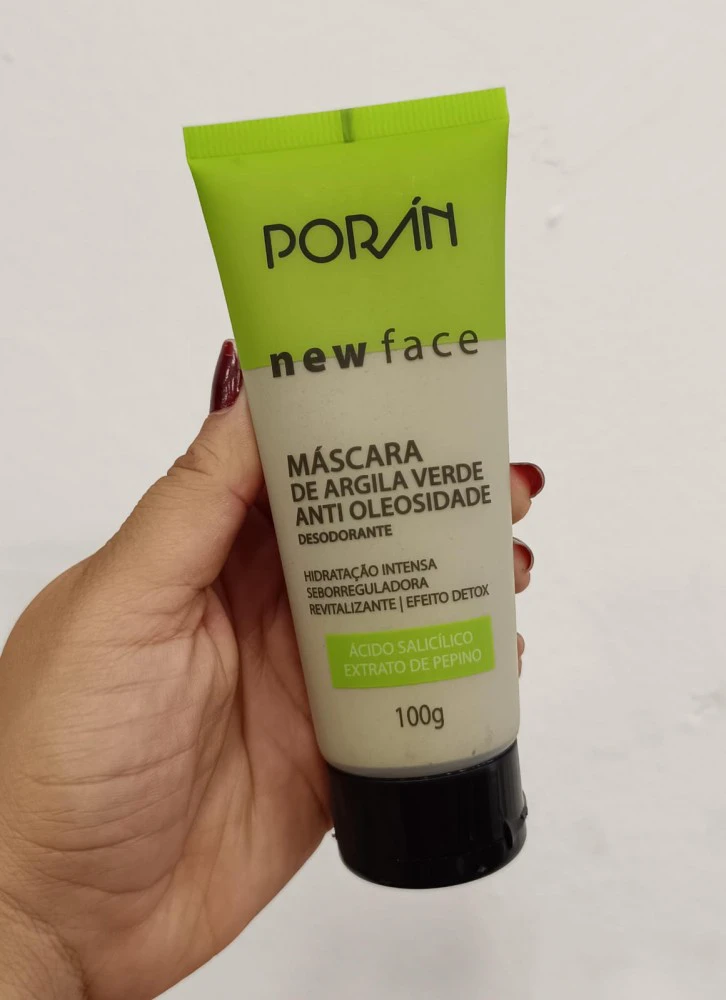 PORÁN
new face
MÁSCARA
DE ARGILA VERDE
ANTI OLEOSIDADE
DESODORANTE
HIDRATAÇÃO INTENSA
SEBORREGULADORA
REVITALIZANTE | EFEITO DETOX
ÁCIDO SALICÍLICO
EXTRATO DE PEPINO
100g